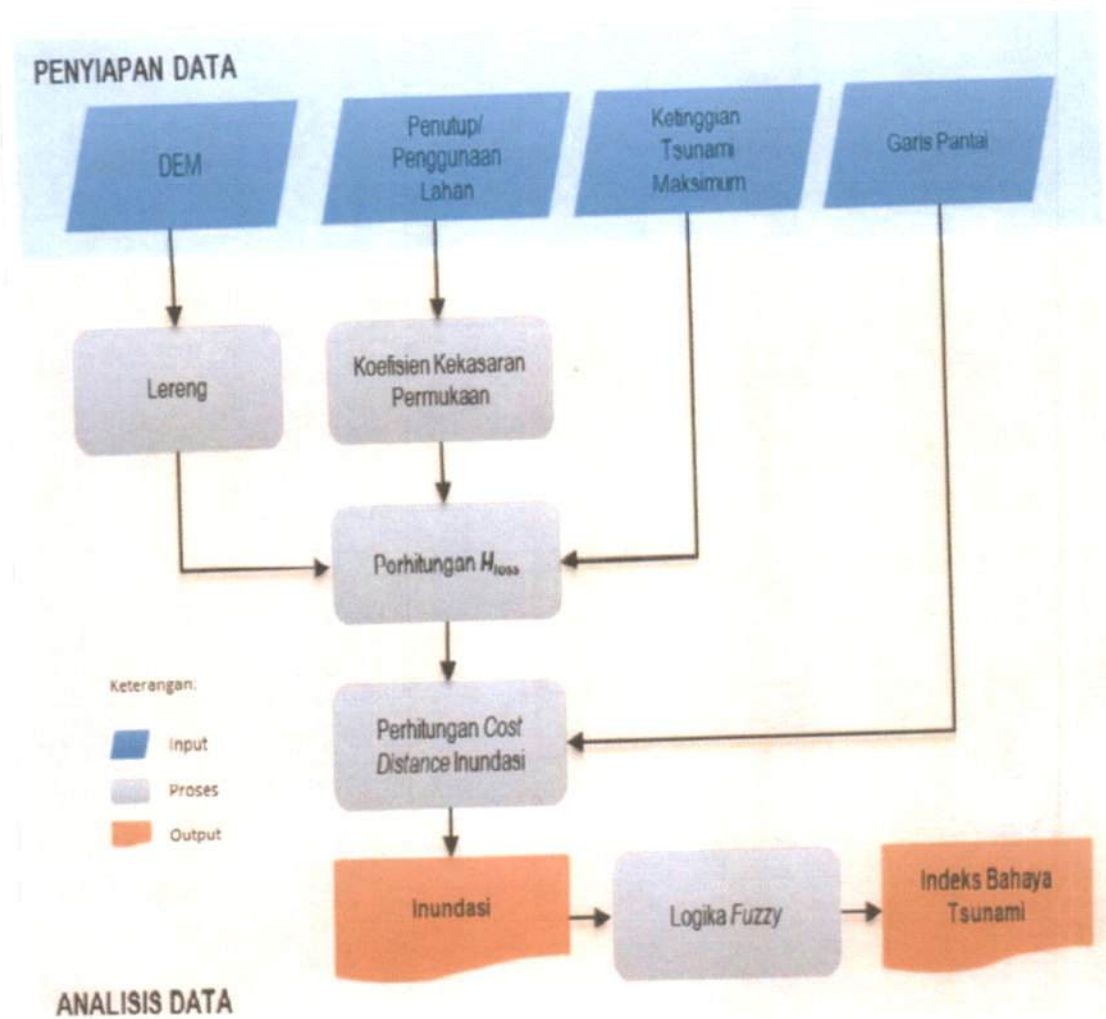 PENYIAPAN DATA
DEM
Penutup/
Penggunaan
Lahan
Ketinggian
Tsunami
Maksimum
Garis Pantai
Lereng
Koefisien Kekasaran
Permukaan
Perhitungan Hloss
Perhitungan Cost
Distance Inundasi
Keterangan:
Input
Proses
Output
Inundasi
Logika Fuzzy
Indeks Bahaya
Tsunami
ANALISIS DATA